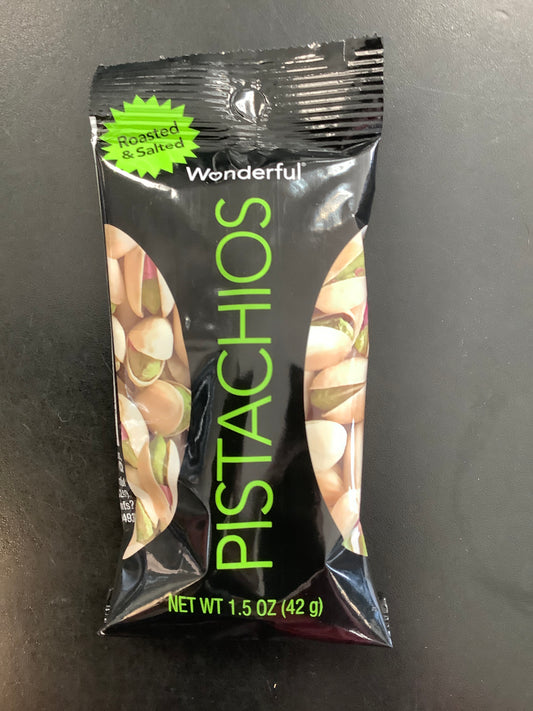 Roasted
& Salted
Wonderful®
PISTACHIOS
NET WT 1.5 OZ (42 g)